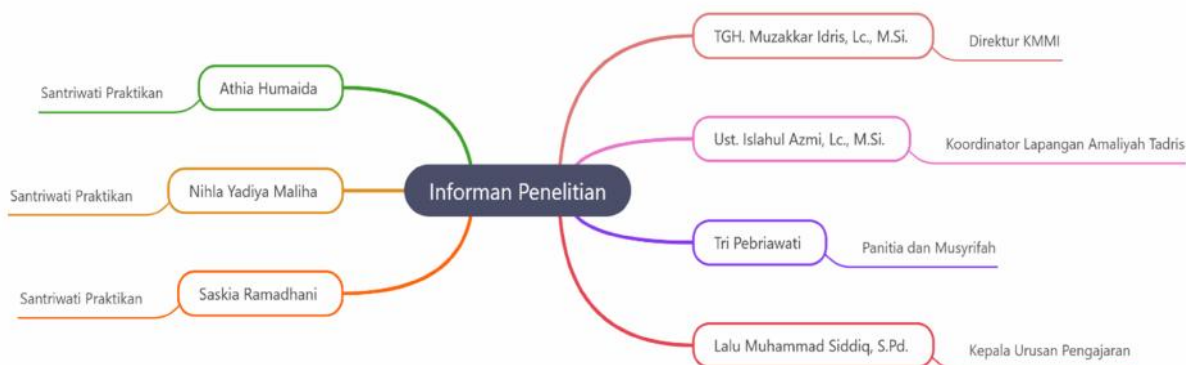 Informan Penelitian
TGH. Muzakkar Idris, Lc., M.Si.
Direktur KMMI
Ust. Islahul Azmi, Lc., M.Si.
Koordinator Lapangan Amaliyah Tadris
Tri Pebriawati
Panitia dan Musyrifah
Lalu Muhammad Siddiq, S.Pd.
Kepala Urusan Pengajaran
Athia Humaida
Santriwati Praktikan
Nihla Yadiya Maliha
Santriwati Praktikan
Saskia Ramadhani
Santriwati Praktikan